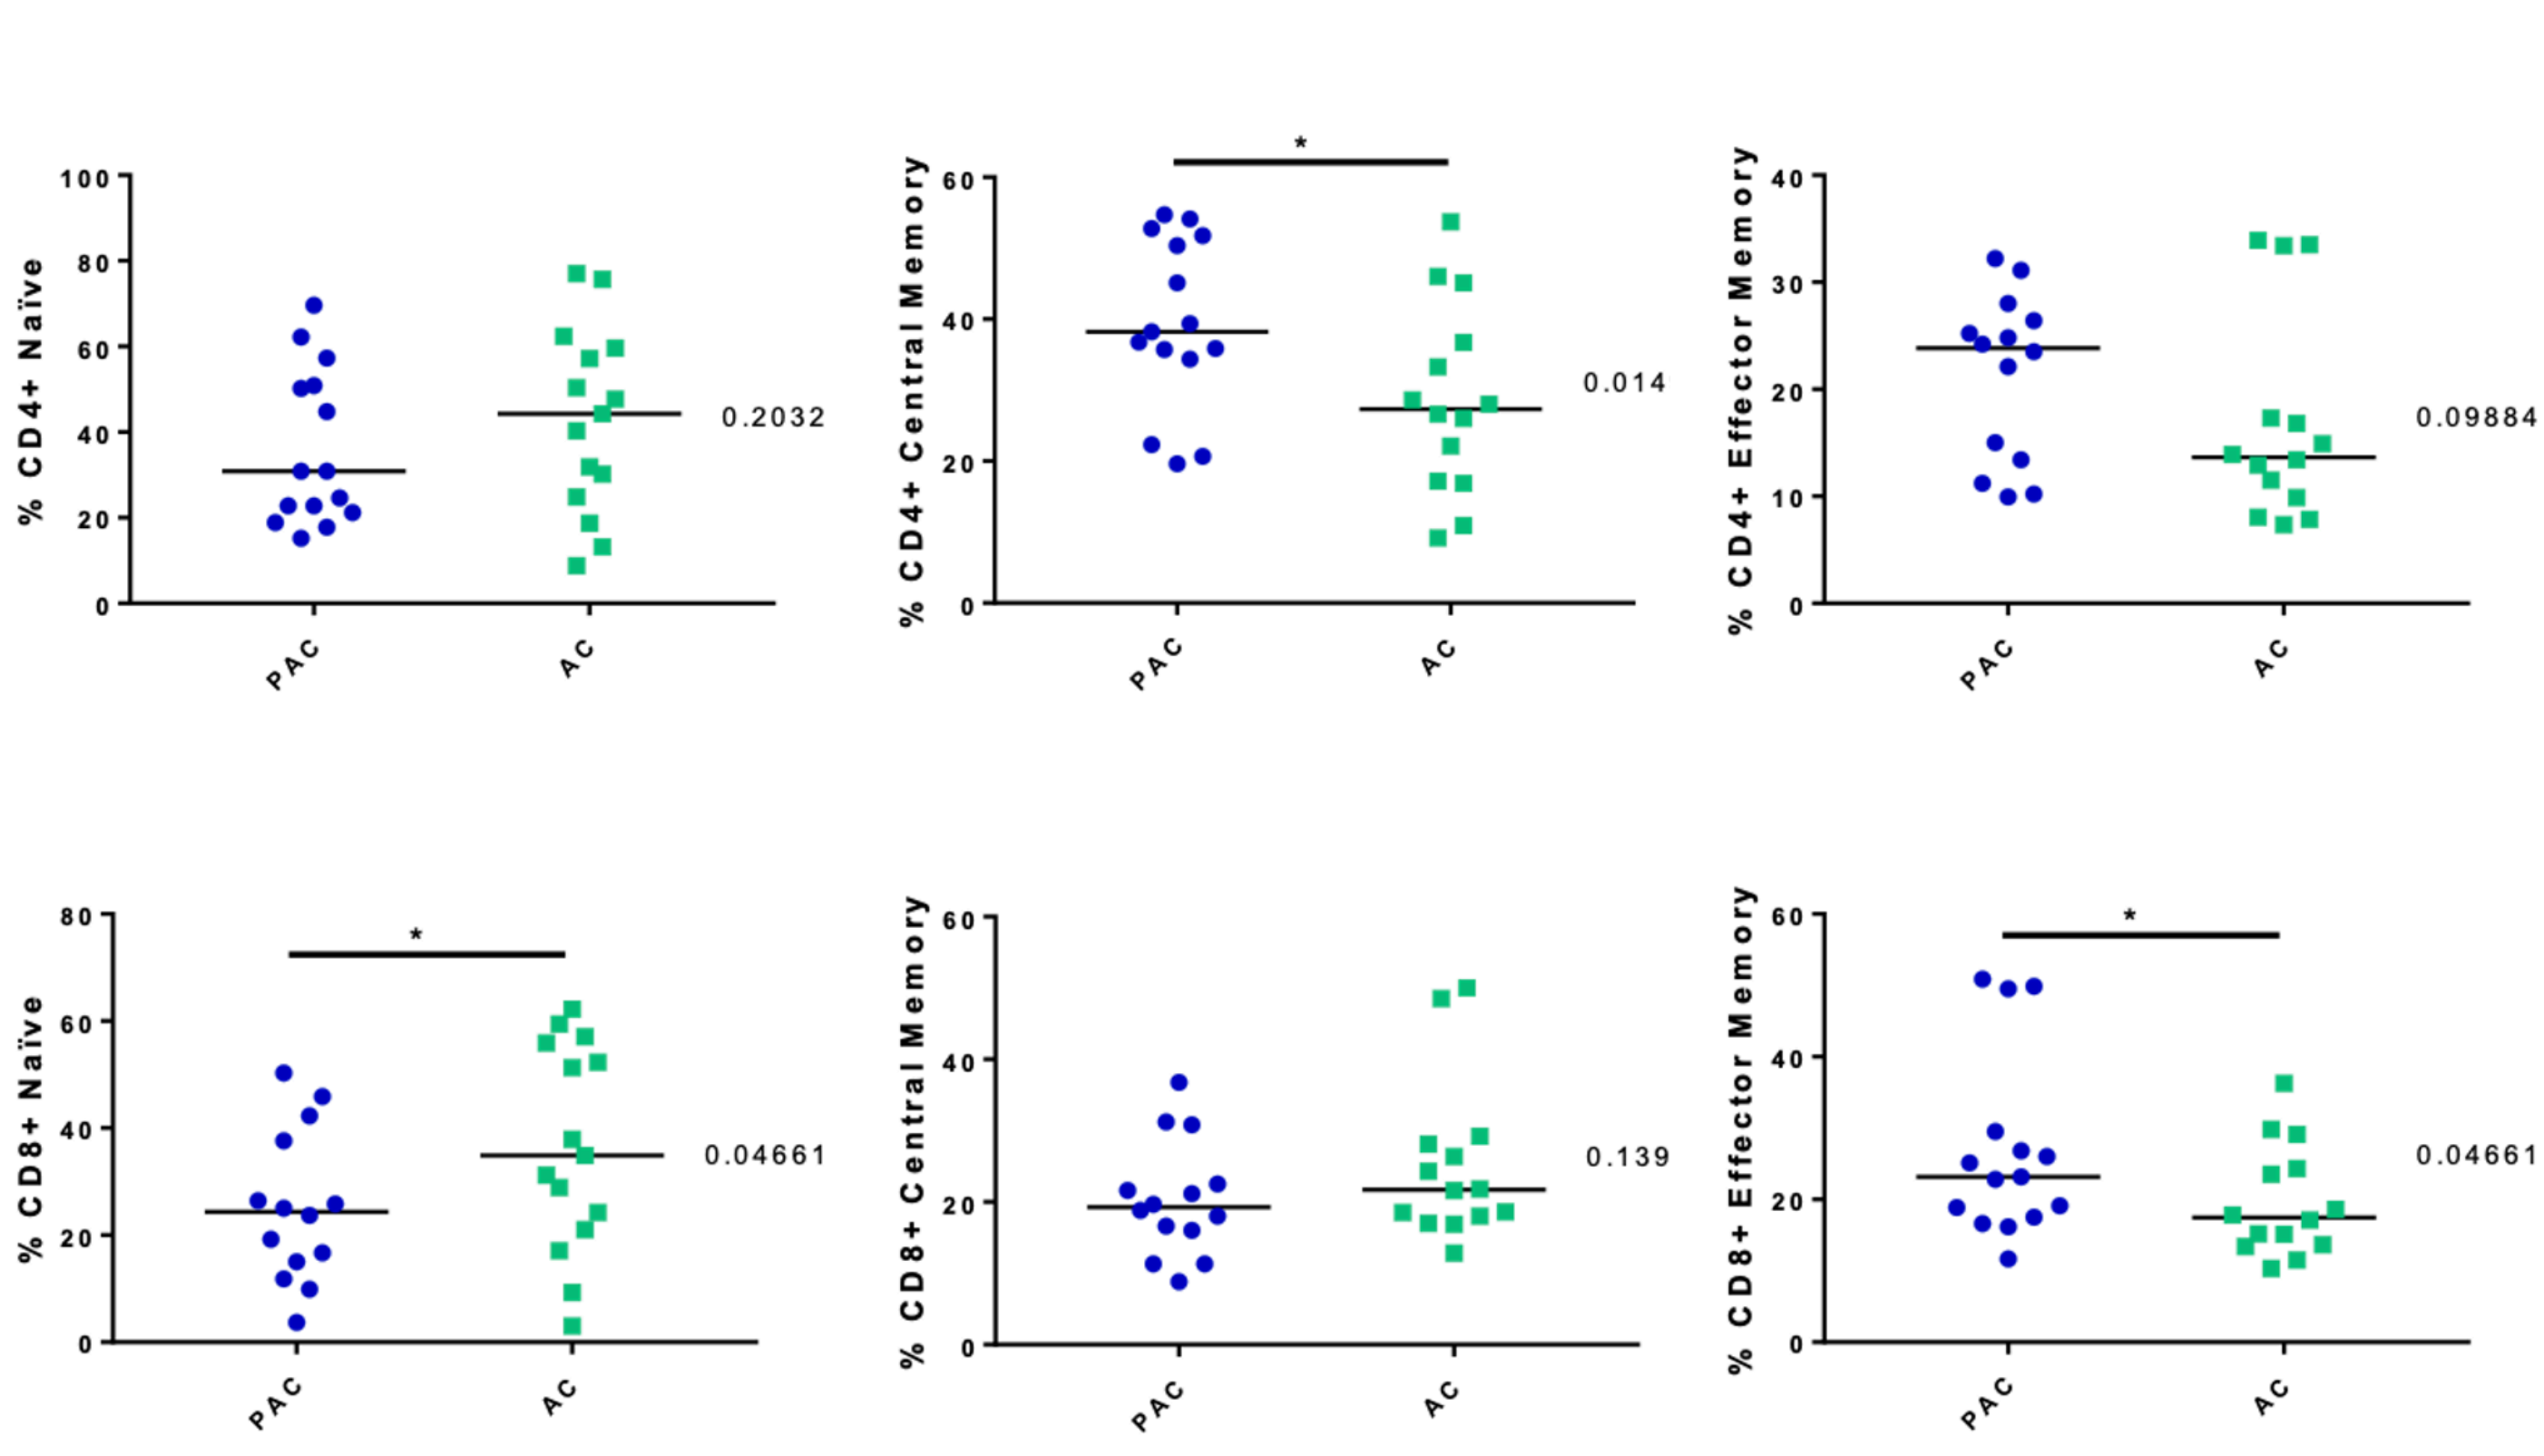 % CD4+ Naïve
100
80
60
40
20
0
PAC
AC
0.2032
% CD4+ Central Memory
60
40
20
0
*
PAC
AC
0.014
% CD4+ Effector Memory
40
30
20
10
0
PAC
AC
0.09884
% CD8+ Naïve
80
60
40
20
0
*
PAC
AC
0.04661
% CD8+ Central Memory
60
40
20
0
PAC
AC
0.139
% CD8+ Effector Memory
60
40
20
0
*
PAC
AC
0.04661